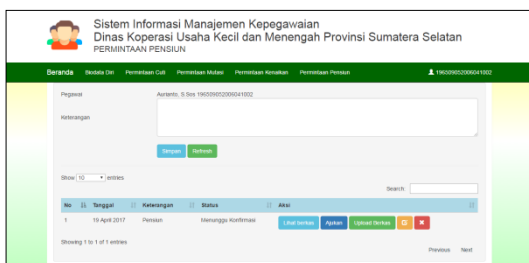 Sistem Informasi Manajemen Kepegawaian
Dinas Koperasi Usaha Kecil dan Menengah Provinsi Sumatera Selatan
PERMINTAAN PENSIUN
Beranda Biodata Diri Permintaan Cuti Permintaan Mutasi Permintaan Kenaikan Permintaan Pensiun 196509052006041002
Pegawai Aurianto, S.Sos 196509052006041002
Keterangan
Simpan Refresh
Show 10 entries
Search:
No Tanggal Keterangan Status Aksi
1 19 April 2017 Pensiun Menunggu Konfirmasi Lihat berkas Ajukan Upload Berkas
Showing 1 to 1 of 1 entries
Previous Next